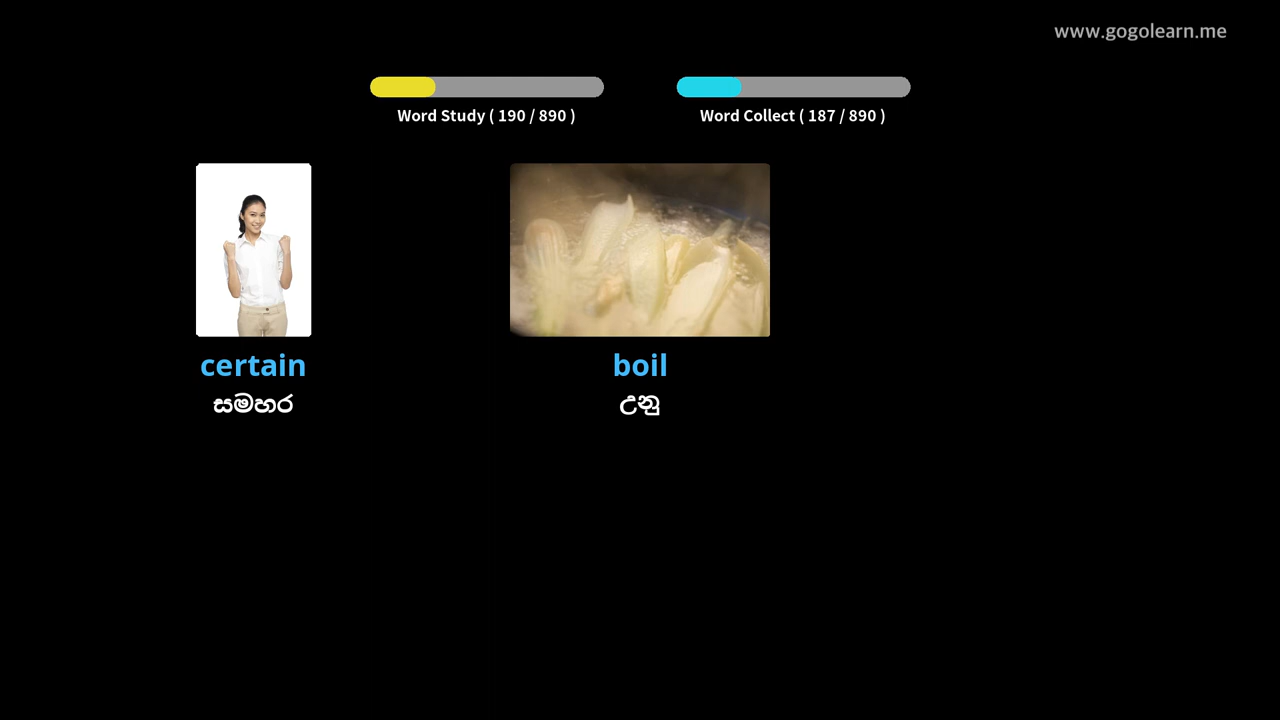 www.gogolearn.me
Word Study ( 190 / 890 )
Word Collect ( 187 / 890 )
certain
සමහර
boil
උනු